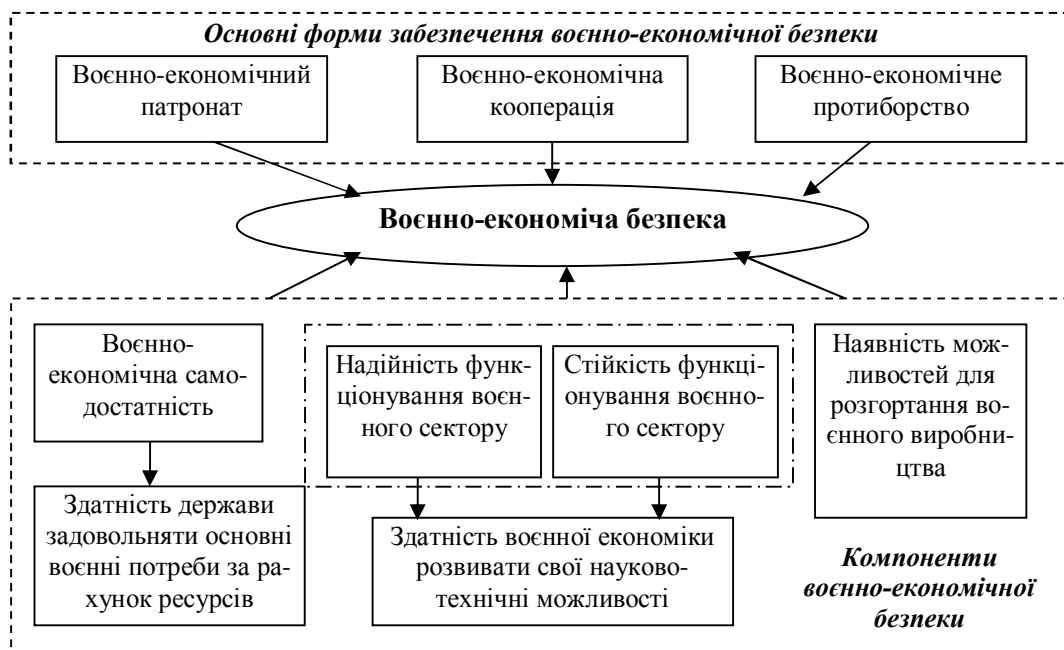 Основні форми забезпечення воєнно-економічної безпеки
Воєнно-економічний
патронат
Воєнно-економічна
кооперація
Воєнно-економічне
протиборство
Воєнно-економіча безпека
Воєнно-
економічна само-
достатність
Надійність функ-
ціонування воєн-
ного сектору
Стійкість функці-
онування воєнно-
го сектору
Наявність мож-
ливостей для
розгортання во-
єнного виробни-
цтва
Здатність держави
задовольняти основні
воєнні потреби за ра-
хунок ресурсів
Здатність воєнної економіки
розвивати свої науково-
технічні можливості
Компоненти
воєнно-економічної
безпеки